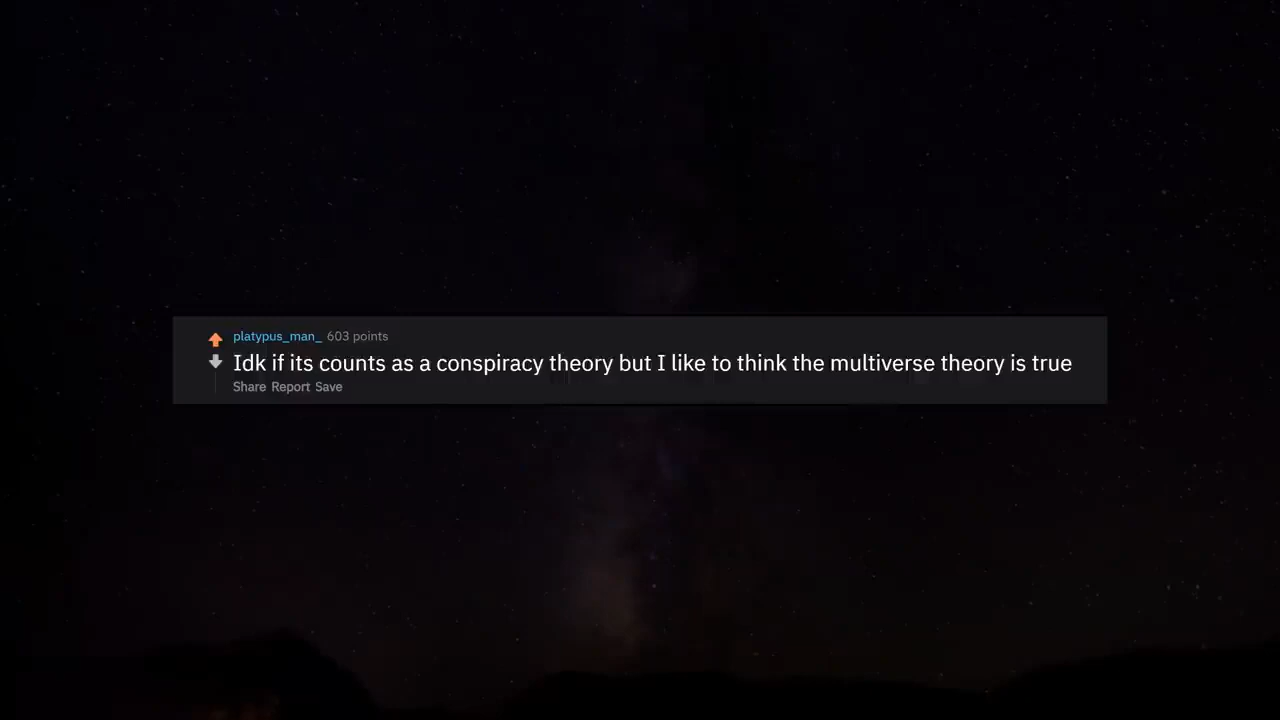 platypus_man_ 603 points
Idk if its counts as a conspiracy theory but I like to think the multiverse theory is true
Share Report Save